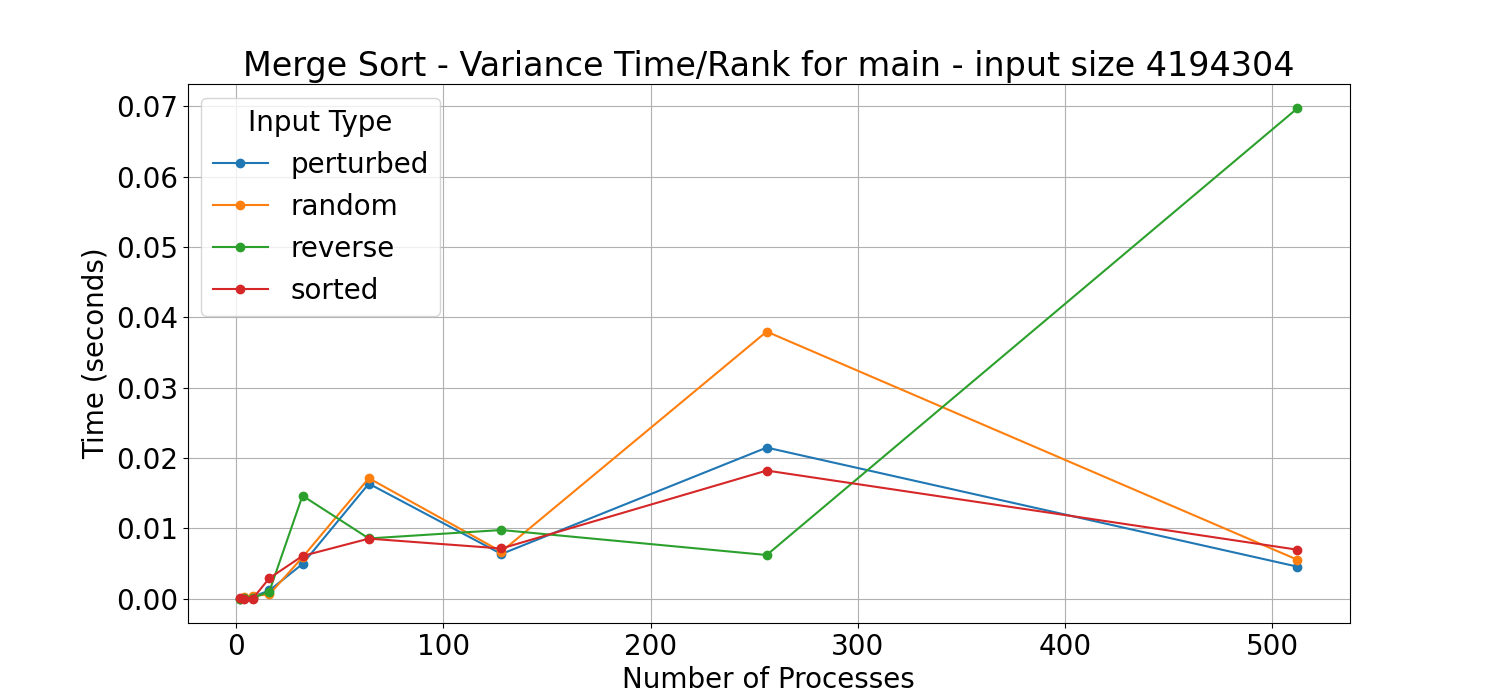 Merge Sort - Variance Time/Rank for main - input size 4194304
Time (seconds)
0.07
0.06
0.05
0.04
0.03
0.02
0.01
0.00
Input Type
perturbed
random
reverse
sorted
0 100 200 300 400 500
Number of Processes